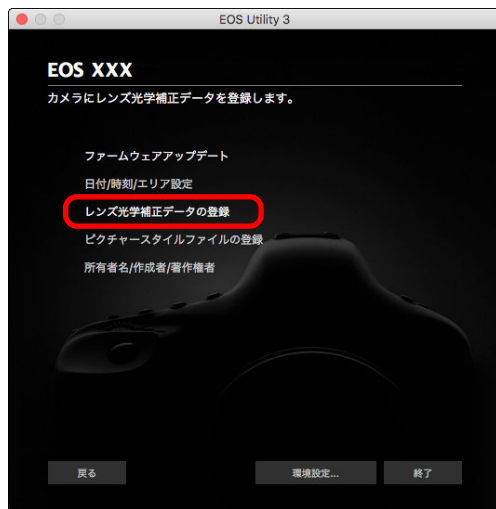 EOS Utility 3
EOS XXX
カメラにレンズ光学補正データを登録します。
ファームウェアアップデート
日付/時刻/エリア設定
レンズ光学補正データの登録
ピクチャースタイルファイルの登録
所有者名/作成者/著作権者
戻る
環境設定...
終了